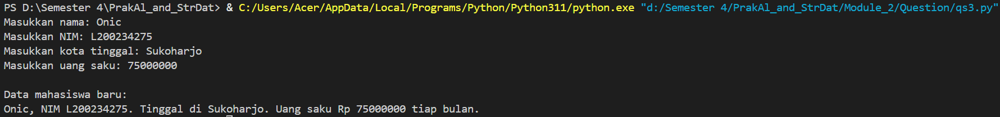 PS D:\Semester 4\PrakAl_and_StrDat> & C:/Users/Acer/AppData/Local/Programs/Python/Python311/python.exe "d:/Semester 4/PrakAl_and_StrDat/Module_2/Question/qs3.py"
Masukkan nama: Onic
Masukkan NIM: L200234275
Masukkan kota tinggal: Sukoharjo
Masukkan uang saku: 75000000

Data mahasiswa baru:
Onic, NIM L200234275. Tinggal di Sukoharjo. Uang saku Rp 75000000 tiap bulan.